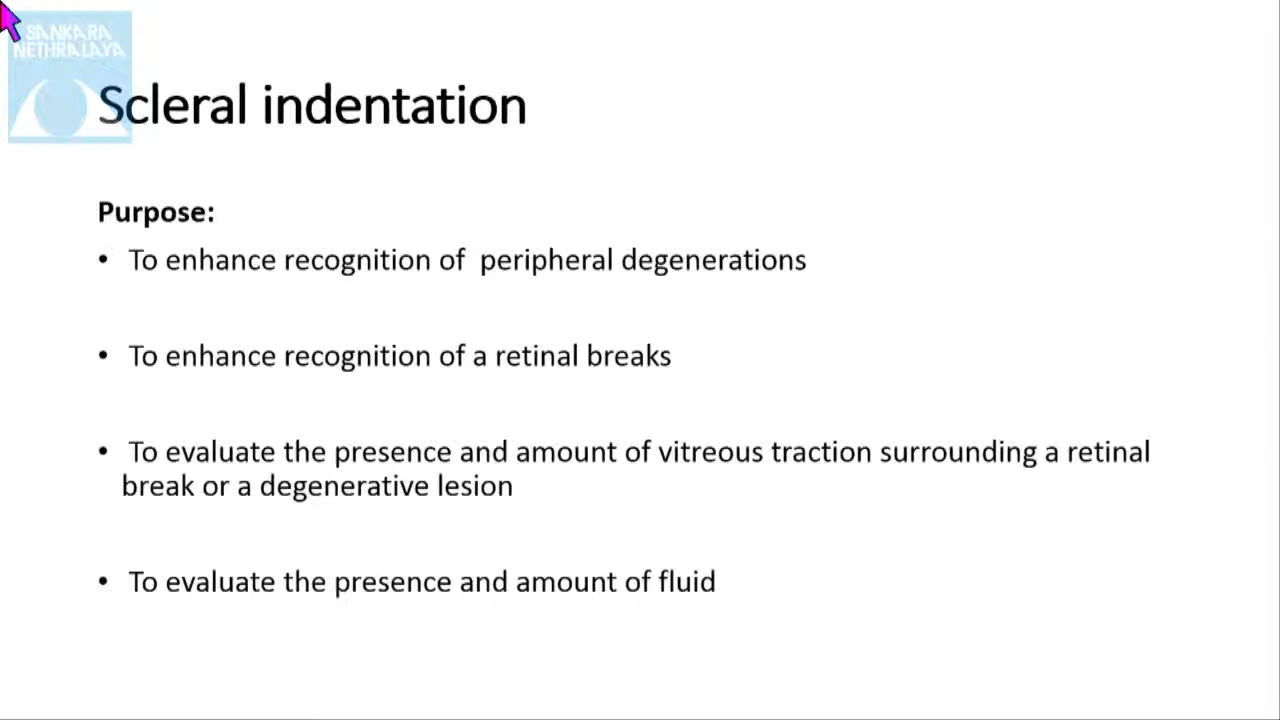 SANKARA
NETHRALAYA
Scleral indentation
Purpose:
• To enhance recognition of peripheral degenerations
• To enhance recognition of a retinal breaks
• To evaluate the presence and amount of vitreous traction surrounding a retinal
break or a degenerative lesion
• To evaluate the presence and amount of fluid